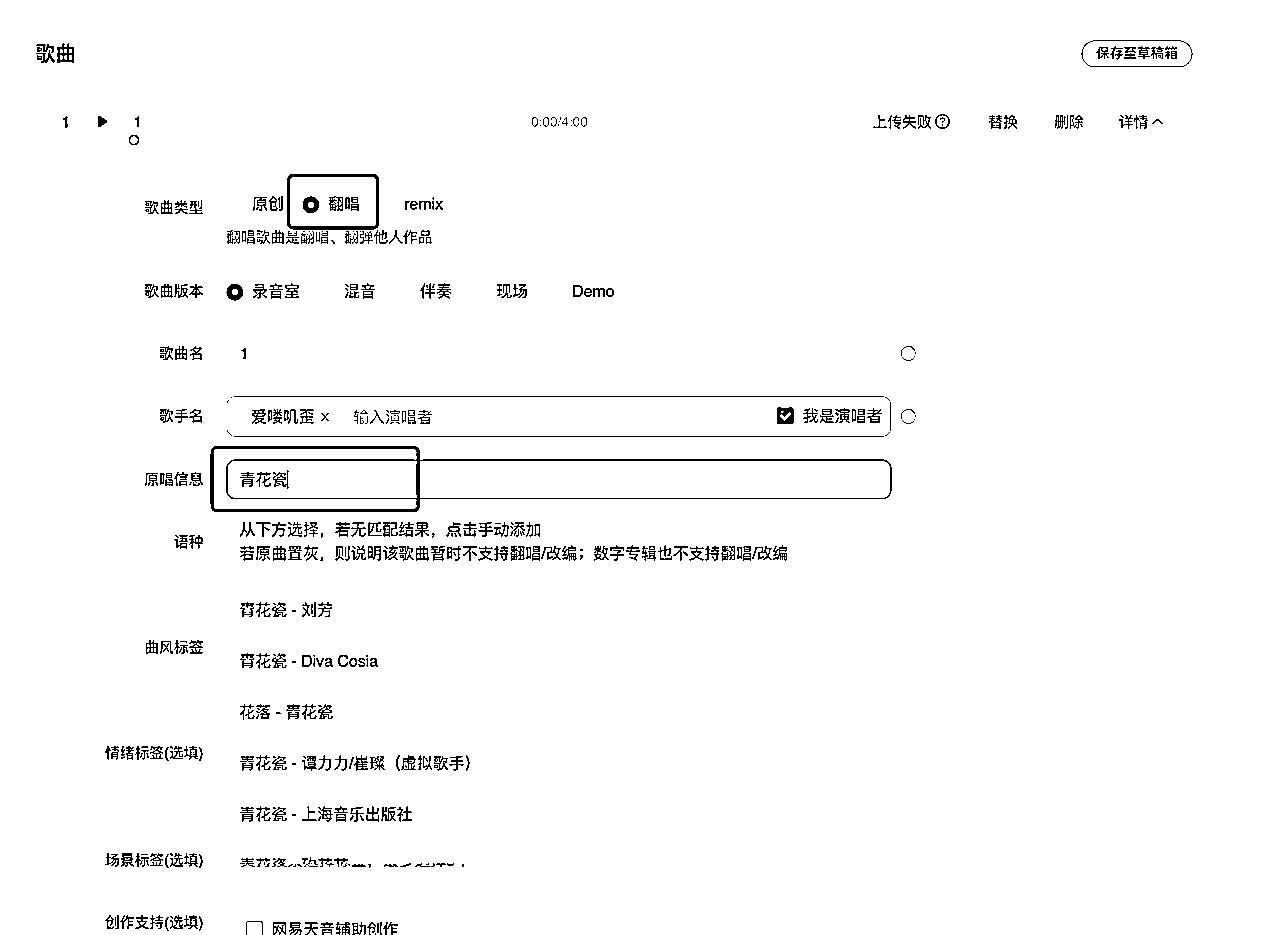 歌曲
保存至草稿箱
1 1 0:00/4:00 上传失败 替换 删除 详情
歌曲类型 原创 翻唱 remix
翻唱歌曲是翻唱、翻弹他人作品
歌曲版本 录音室 混音 伴奏 现场 Demo
歌曲名 1
歌手名 爱喽叽歪 × 输入演唱者 我是演唱者
原唱信息 青花瓷
从下方选择，若无匹配结果，点击手动添加
语种
若原曲置灰，则说明该歌曲暂时不支持翻唱/改编；数字专辑也不支持翻唱/改编
青花瓷 - 刘芳
曲风标签
青花瓷 - Diva Cosia
花落 - 青花瓷
情绪标签(选填)
青花瓷 - 谭力力/崔璨（虚拟歌手）
青花瓷 - 上海音乐出版社
场景标签(选填)
创作支持(选填) 网易天音辅助创作